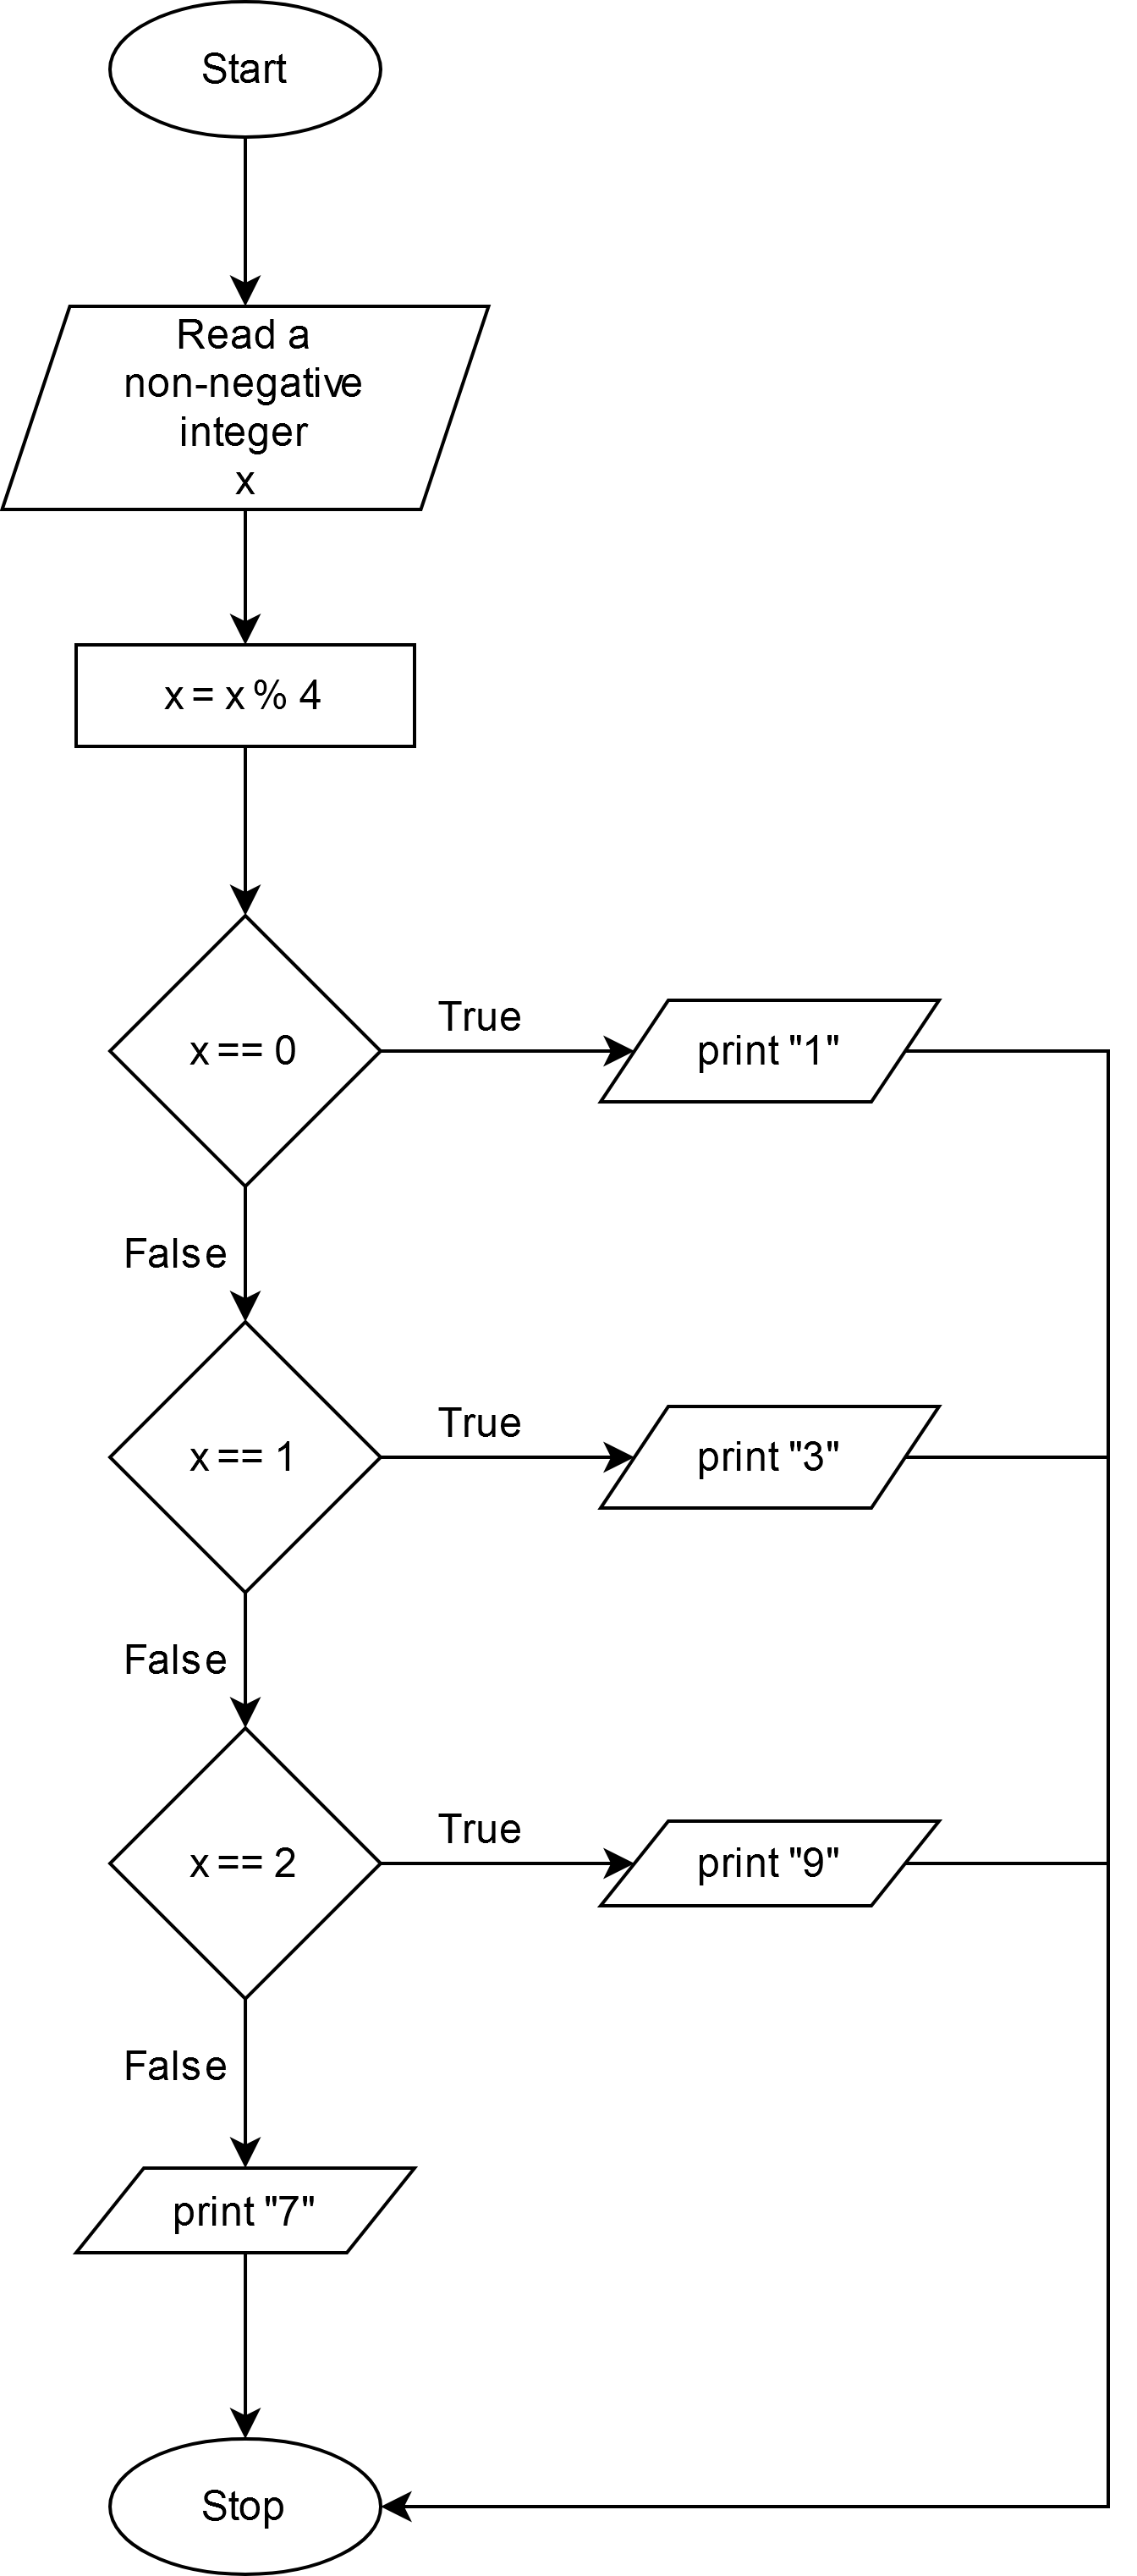 Start
Read a
non-negative
integer
x
x = x % 4
x == 0
True
print "1"
False
x == 1
True
print "3"
False
x == 2
True
print "9"
False
print "7"
Stop